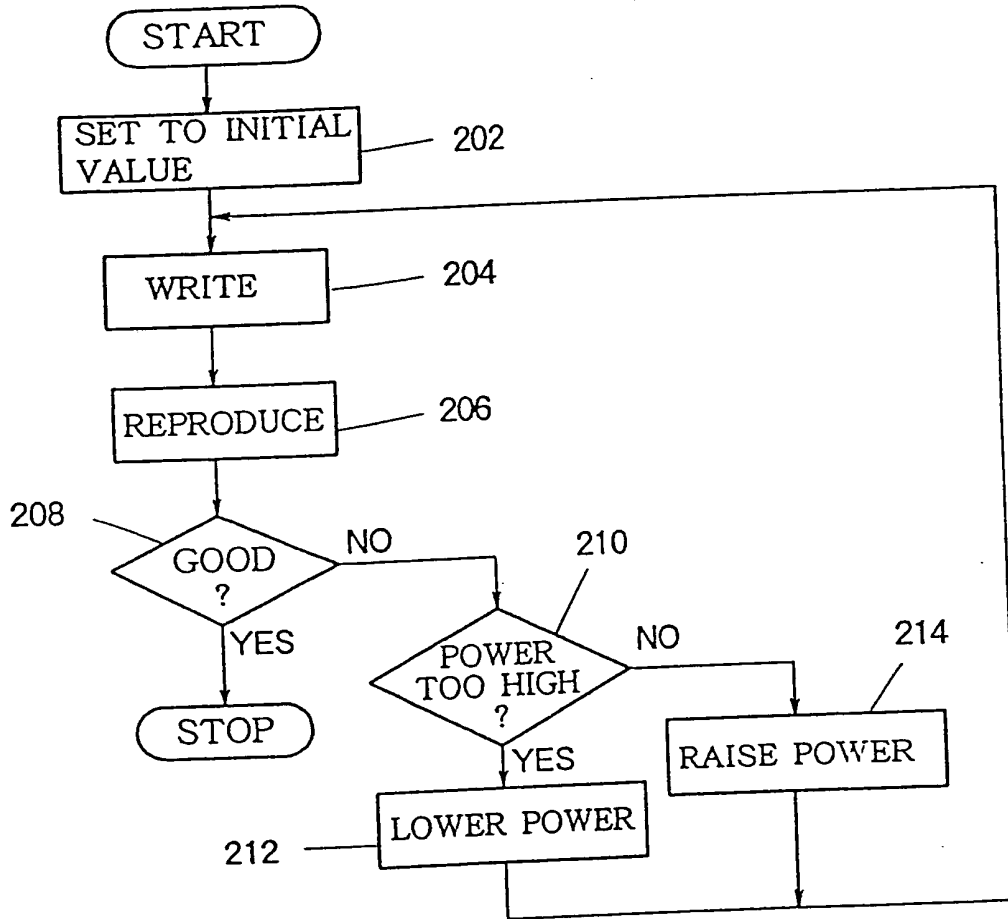 START
SET TO INITIAL
VALUE
202
WRITE
204
REPRODUCE
206
208
GOOD
?
NO
YES
STOP
210
POWER
TOO HIGH
?
NO
YES
214
RAISE POWER
LOWER POWER
212